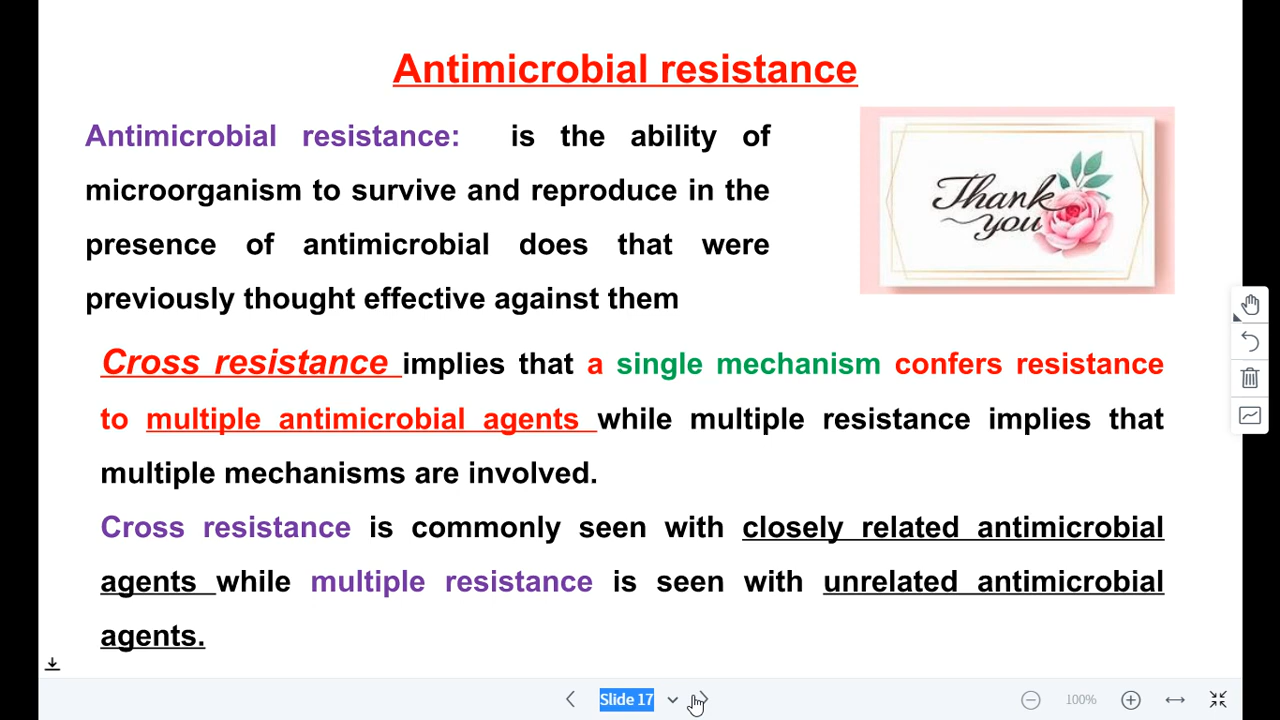 Antimicrobial resistance
Antimicrobial resistance: is the ability of
microorganism to survive and reproduce in the
presence of antimicrobial does that were
previously thought effective against them
Thank
you
Cross resistance implies that a single mechanism confers resistance
to multiple antimicrobial agents while multiple resistance implies that
multiple mechanisms are involved.
Cross resistance is commonly seen with closely related antimicrobial
agents while multiple resistance is seen with unrelated antimicrobial
agents.
Slide 17
100%